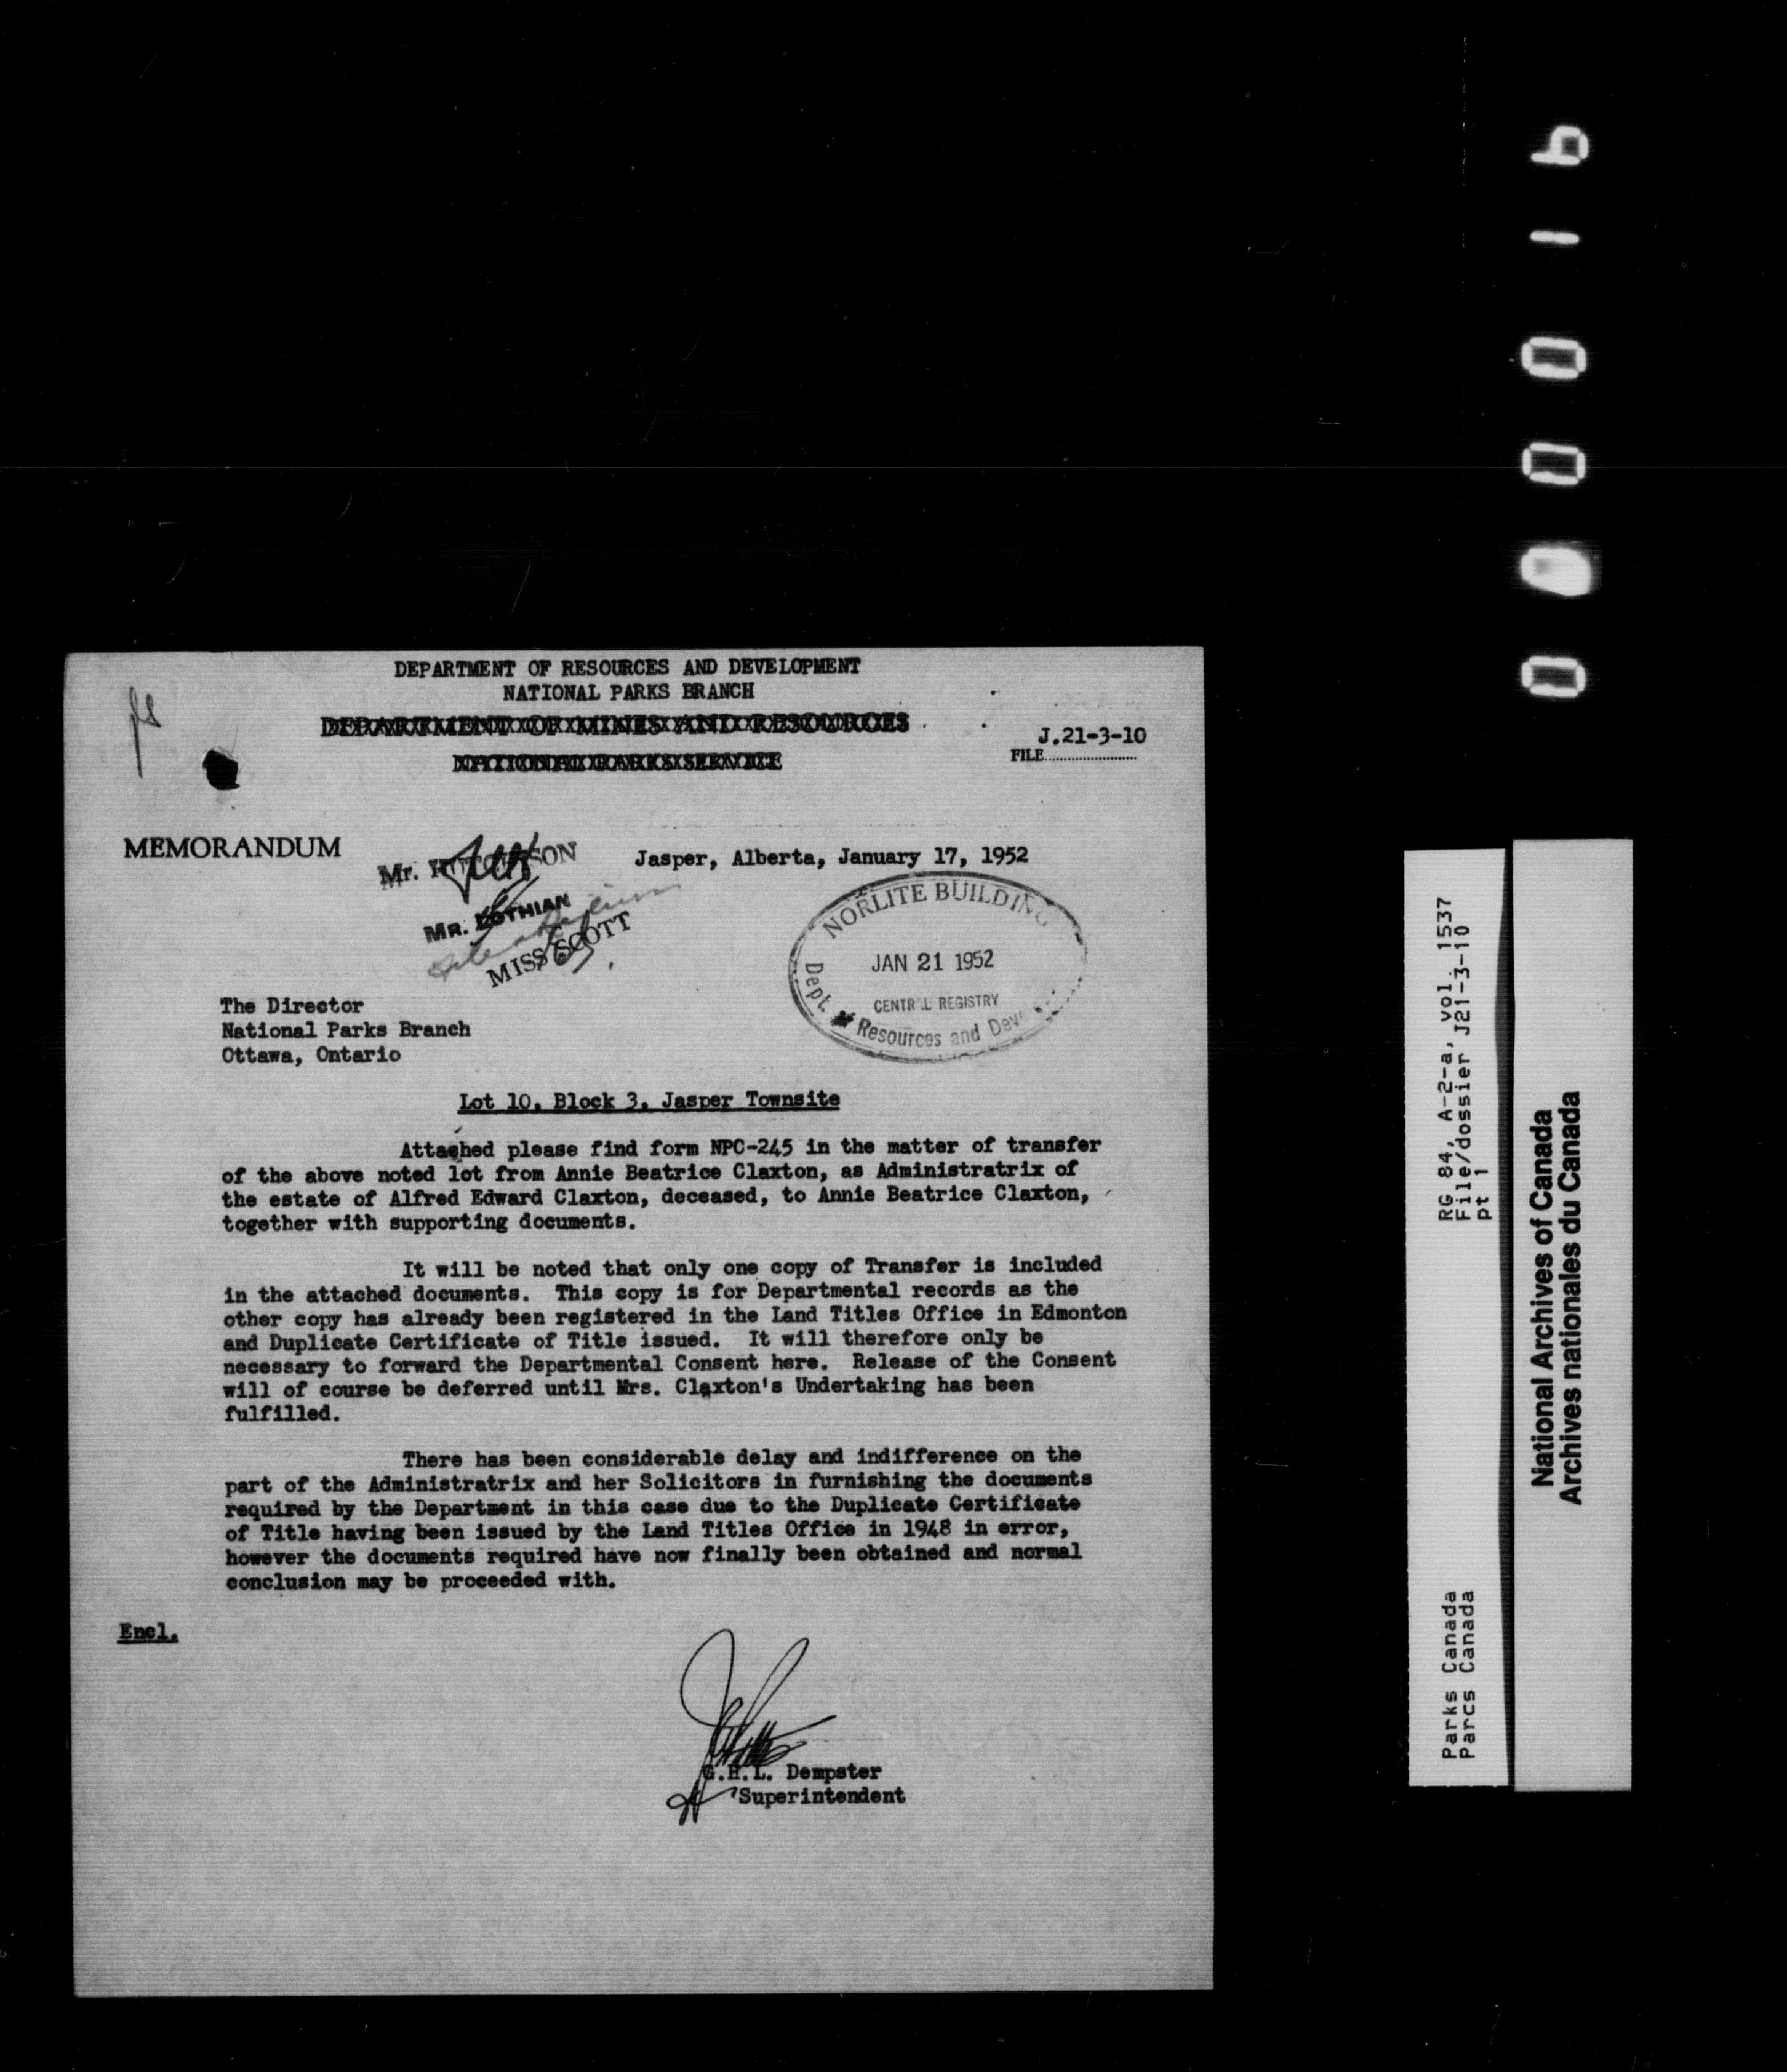 DEPARTMENT OF RESOURCES AND DEVELOPMENT
NATIONAL PARKS BRANCH
DEPARTMENT OF MINES AND RESOURCES
NATIONAL PARKS SERVICE
J.21-3-10
FILE
MEMORANDUM
Mr. HUTCHISON
Jasper, Alberta, January 17, 1952
MR. LOTHIAN
MISS SCOTT
NORLITE BUILDING
JAN 21 1952
CENTRAL REGISTRY
Dept. of Resources and
The Director
National Parks Branch
Ottawa, Ontario
Lot 10, Block 3, Jasper Townsite
Attached please find form NPC-245 in the matter of transfer
of the above noted lot from Annie Beatrice Claxton, as Administratrix of
the estate of Alfred Edward Claxton, deceased, to Annie Beatrice Claxton,
together with supporting documents.
It will be noted that only one copy of Transfer is included
in the attached documents. This copy is for Departmental records as the
other copy has already been registered in the Land Titles Office in Edmonton
and Duplicate Certificate of Title issued. It will therefore only be
necessary to forward the Departmental Consent here. Release of the Consent
will of course be deferred until Mrs. Claxton's Undertaking has been
fulfilled.
There has been considerable delay and indifference on the
part of the Administratrix and her Solicitors in furnishing the documents
required by the Department in this case due to the Duplicate Certificate
of Title having been issued by the Land Titles Office in 1948 in error,
however the documents required have now finally been obtained and normal
conclusion may be proceeded with.
Encl.
G.H.L. Dempster
Superintendent
RG 84, A-2-a, vol. 1537
File/dossier J21-3-10
pt 1
Parks Canada
Parcs Canada
National Archives of Canada
Archives nationales du Canada